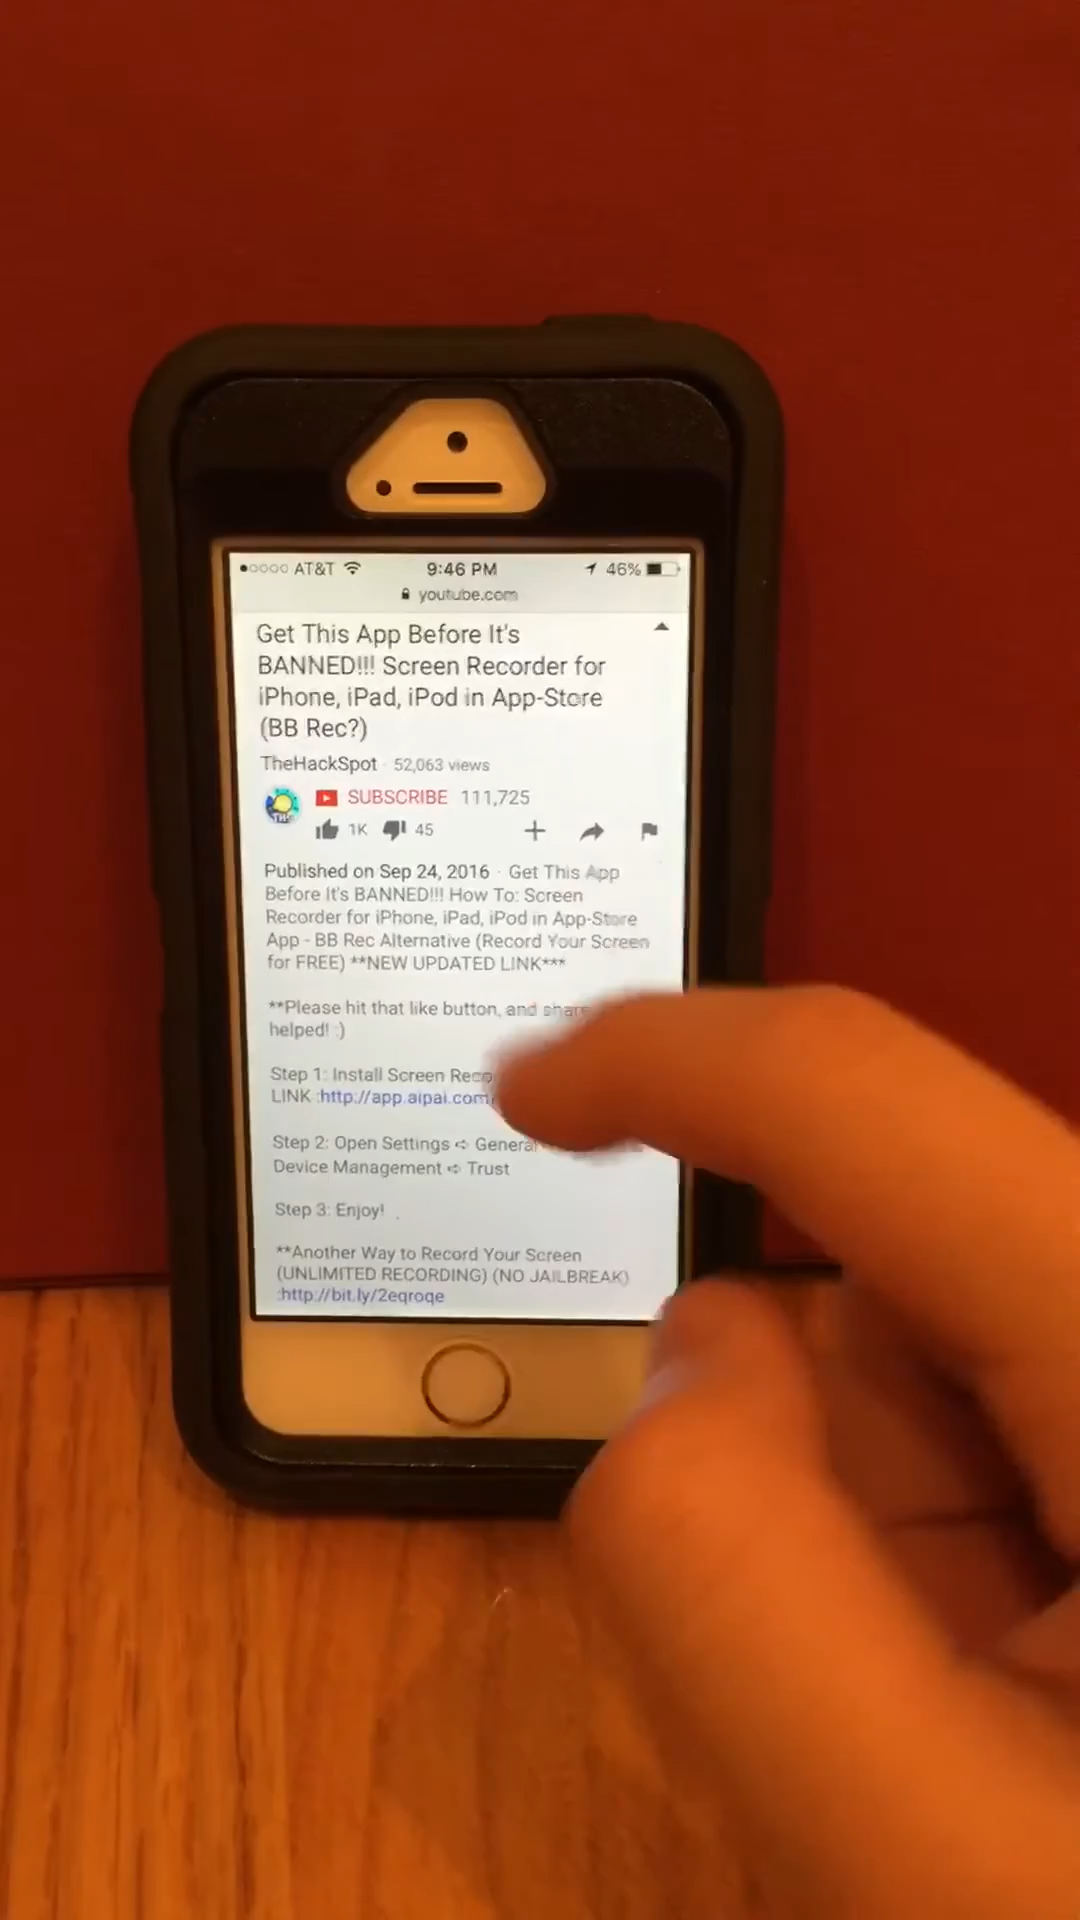 AT&T 9:46 PM 46%
youtube.com
Get This App Before It's
BANNED!!! Screen Recorder for
iPhone, iPad, iPod in App-Store
(BB Rec?)
TheHackSpot · 52,063 views
SUBSCRIBE 111,725
1K 45
Published on Sep 24, 2016 · Get This App
Before It's BANNED!!! How To: Screen
Recorder for iPhone, iPad, iPod in App-Store
App - BB Rec Alternative (Record Your Screen
for FREE) **NEW UPDATED LINK***
**Please hit that like button, and share
helped! :)
Step 1: Install Screen
LINK :http://app.aipai.com
Step 2: Open Settings ➪ General
Device Management ➪ Trust
Step 3: Enjoy! .
**Another Way to Record Your Screen
(UNLIMITED RECORDING) (NO JAILBREAK)
:http://bit.ly/2eqroqe